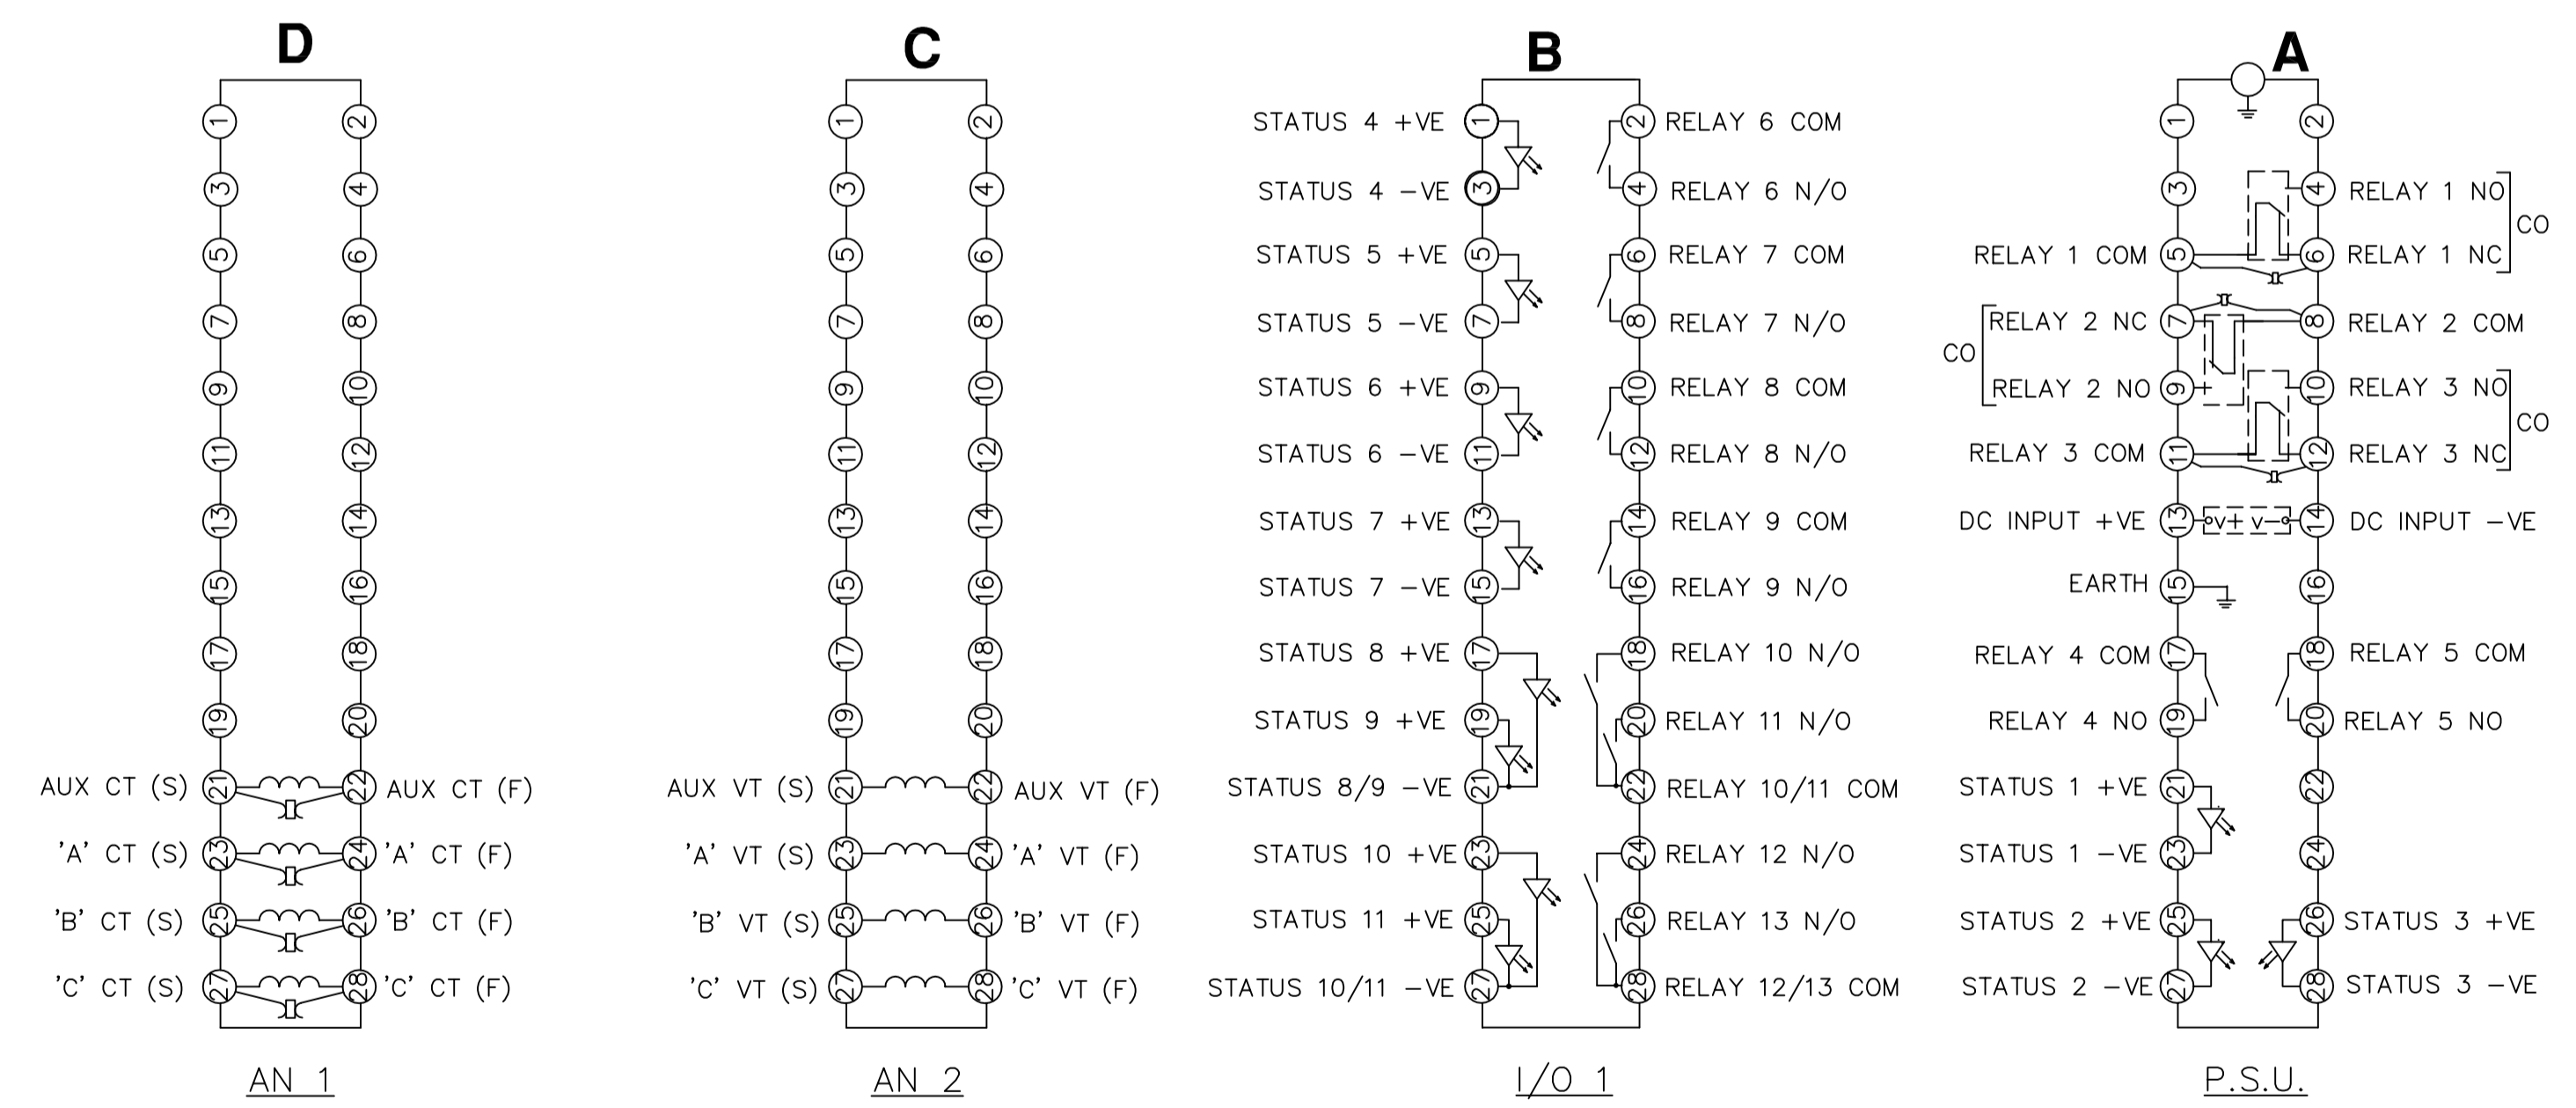 D C B A
1 2 1 2 STATUS 4 +VE 1 2 RELAY 6 COM 1 2
3 4 3 4 STATUS 4 -VE 3 4 RELAY 6 N/O 3 4 RELAY 1 NO
CO
5 6 5 6 STATUS 5 +VE 5 6 RELAY 7 COM RELAY 1 COM 5 6 RELAY 1 NC
7 8 7 8 STATUS 5 -VE 7 8 RELAY 7 N/O RELAY 2 NC 7 8 RELAY 2 COM
CO
9 10 9 10 STATUS 6 +VE 9 10 RELAY 8 COM RELAY 2 NO 9 10 RELAY 3 NO
CO
11 12 11 12 STATUS 6 -VE 11 12 RELAY 8 N/O RELAY 3 COM 11 12 RELAY 3 NC
13 14 13 14 STATUS 7 +VE 13 14 RELAY 9 COM DC INPUT +VE 13 V+ V- 14 DC INPUT -VE
15 16 15 16 STATUS 7 -VE 15 16 RELAY 9 N/O EARTH 15 16
17 18 17 18 STATUS 8 +VE 17 18 RELAY 10 N/O RELAY 4 COM 17 18 RELAY 5 COM
19 20 19 20 STATUS 9 +VE 19 20 RELAY 11 N/O RELAY 4 NO 19 20 RELAY 5 NO
AUX CT (S) 21 22 AUX CT (F) AUX VT (S) 21 22 AUX VT (F) STATUS 8/9 -VE 21 22 RELAY 10/11 COM STATUS 1 +VE 21 22
'A' CT (S) 23 24 'A' CT (F) 'A' VT (S) 23 24 'A' VT (F) STATUS 10 +VE 23 24 RELAY 12 N/O STATUS 1 -VE 23 24
'B' CT (S) 25 26 'B' CT (F) 'B' VT (S) 25 26 'B' VT (F) STATUS 11 +VE 25 26 RELAY 13 N/O STATUS 2 +VE 25 26 STATUS 3 +VE
'C' CT (S) 27 28 'C' CT (F) 'C' VT (S) 27 28 'C' VT (F) STATUS 10/11 -VE 27 28 RELAY 12/13 COM STATUS 2 -VE 27 28 STATUS 3 -VE
AN 1 AN 2 I/O 1 P.S.U.